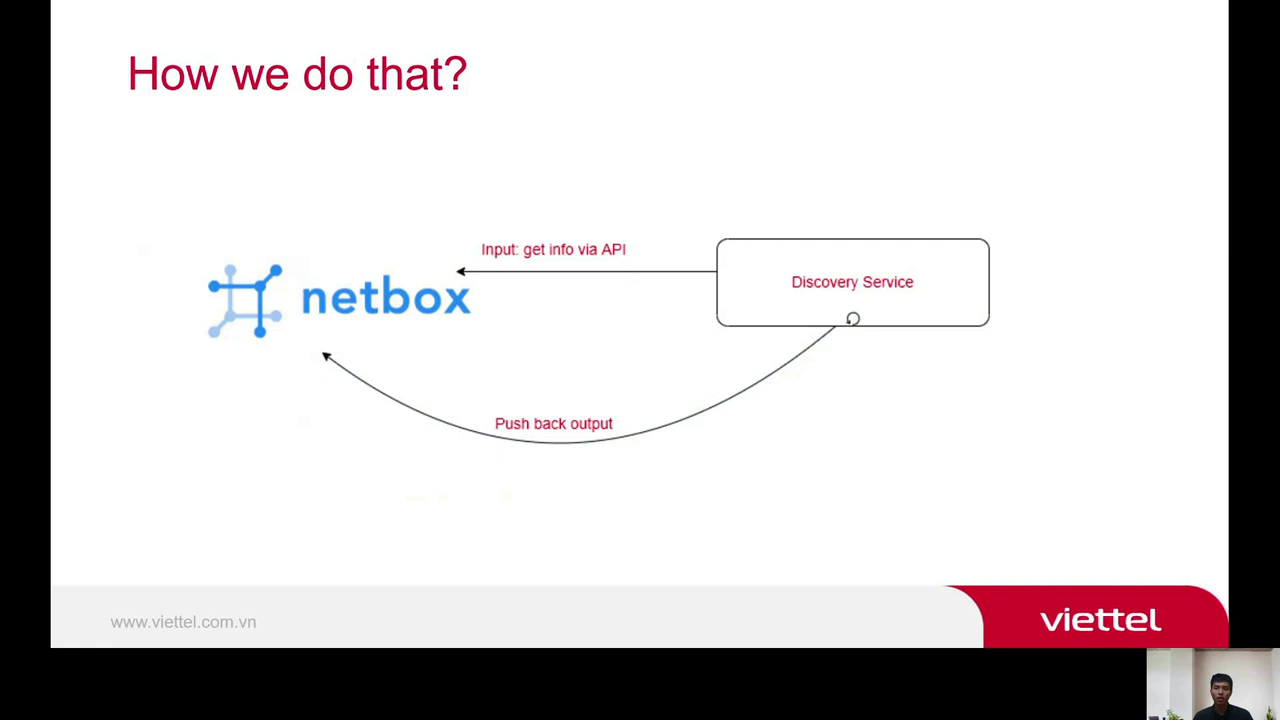 How we do that?
Input: get info via API
Discovery Service
netbox
Push back output
www.viettel.com.vn
viettel